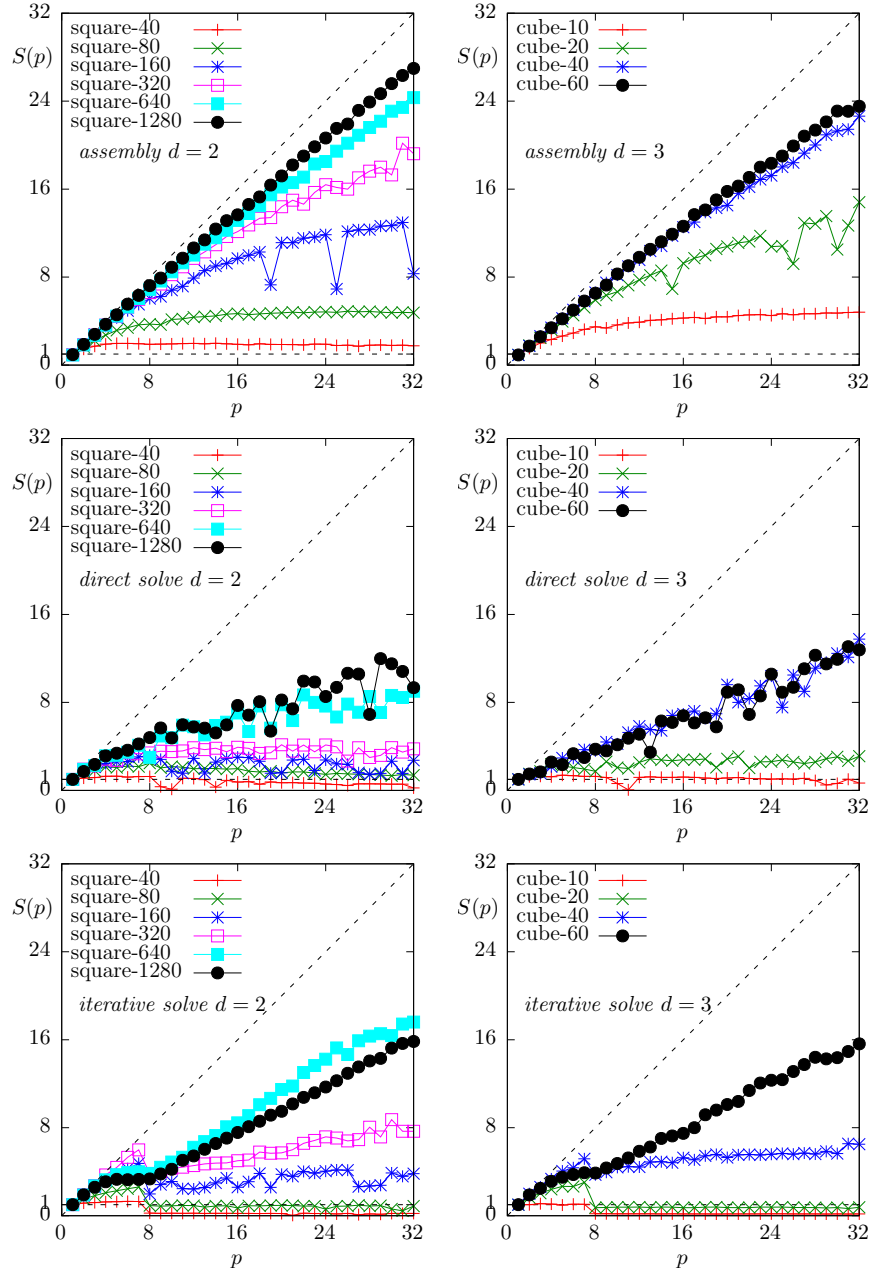 32
24
16
8
1
0
0 8 16 24 32
S(p)
p
assembly d = 2
square-40
square-80
square-160
square-320
square-640
square-1280
32
24
16
8
1
0
0 8 16 24 32
S(p)
p
assembly d = 3
cube-10
cube-20
cube-40
cube-60
32
24
16
8
1
0
0 8 16 24 32
S(p)
p
direct solve d = 2
square-40
square-80
square-160
square-320
square-640
square-1280
32
24
16
8
1
0
0 8 16 24 32
S(p)
p
direct solve d = 3
cube-10
cube-20
cube-40
cube-60
32
24
16
8
1
0
0 8 16 24 32
S(p)
p
iterative solve d = 2
square-40
square-80
square-160
square-320
square-640
square-1280
32
24
16
8
1
0
0 8 16 24 32
S(p)
p
iterative solve d = 3
cube-10
cube-20
cube-40
cube-60